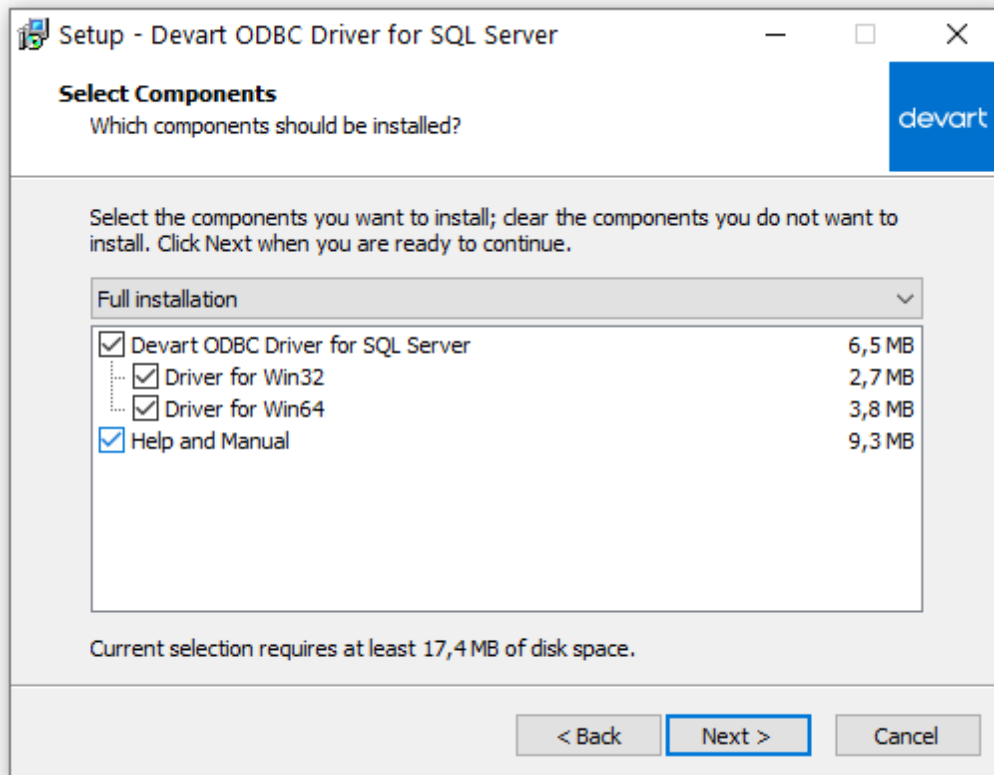 Setup - Devart ODBC Driver for SQL Server
Select Components
Which components should be installed?
devart
Select the components you want to install; clear the components you do not want to
install. Click Next when you are ready to continue.
Full installation
Devart ODBC Driver for SQL Server 6,5 MB
Driver for Win32 2,7 MB
Driver for Win64 3,8 MB
Help and Manual 9,3 MB
Current selection requires at least 17,4 MB of disk space.
< Back Next > Cancel